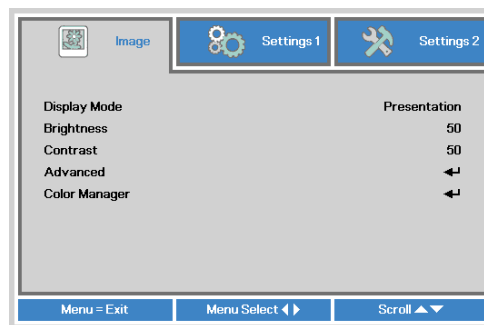 Image Settings 1 Settings 2
Display Mode Presentation
Brightness 50
Contrast 50
Advanced
Color Manager
Menu = Exit Menu Select Scroll